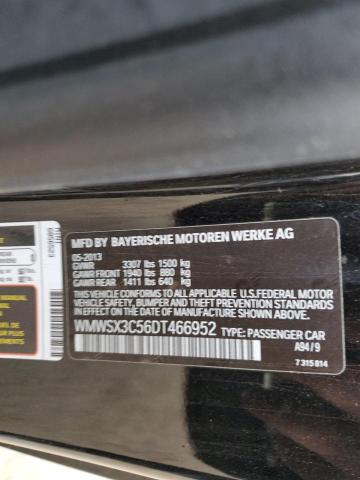 MFD BY BAYERISCHE MOTOREN WERKE AG
05-2013
GVWR 3307 lbs 1500 kg
GAWR FRONT 1940 lbs 880 kg
GAWR REAR 1411 lbs 640 kg
THIS VEHICLE CONFORMS TO ALL APPLICABLE U.S.FEDERAL MOTOR
VEHICLE SAFETY, BUMPER AND THEFT PREVENTION STANDARDS
IN EFFECT ON THE DATE OF MANUFACTURE SHOWN ABOVE.
WMWSX3C56DT466952 TYPE: PASSENGER CAR
A94 / 9
7 315 814
MANUAL